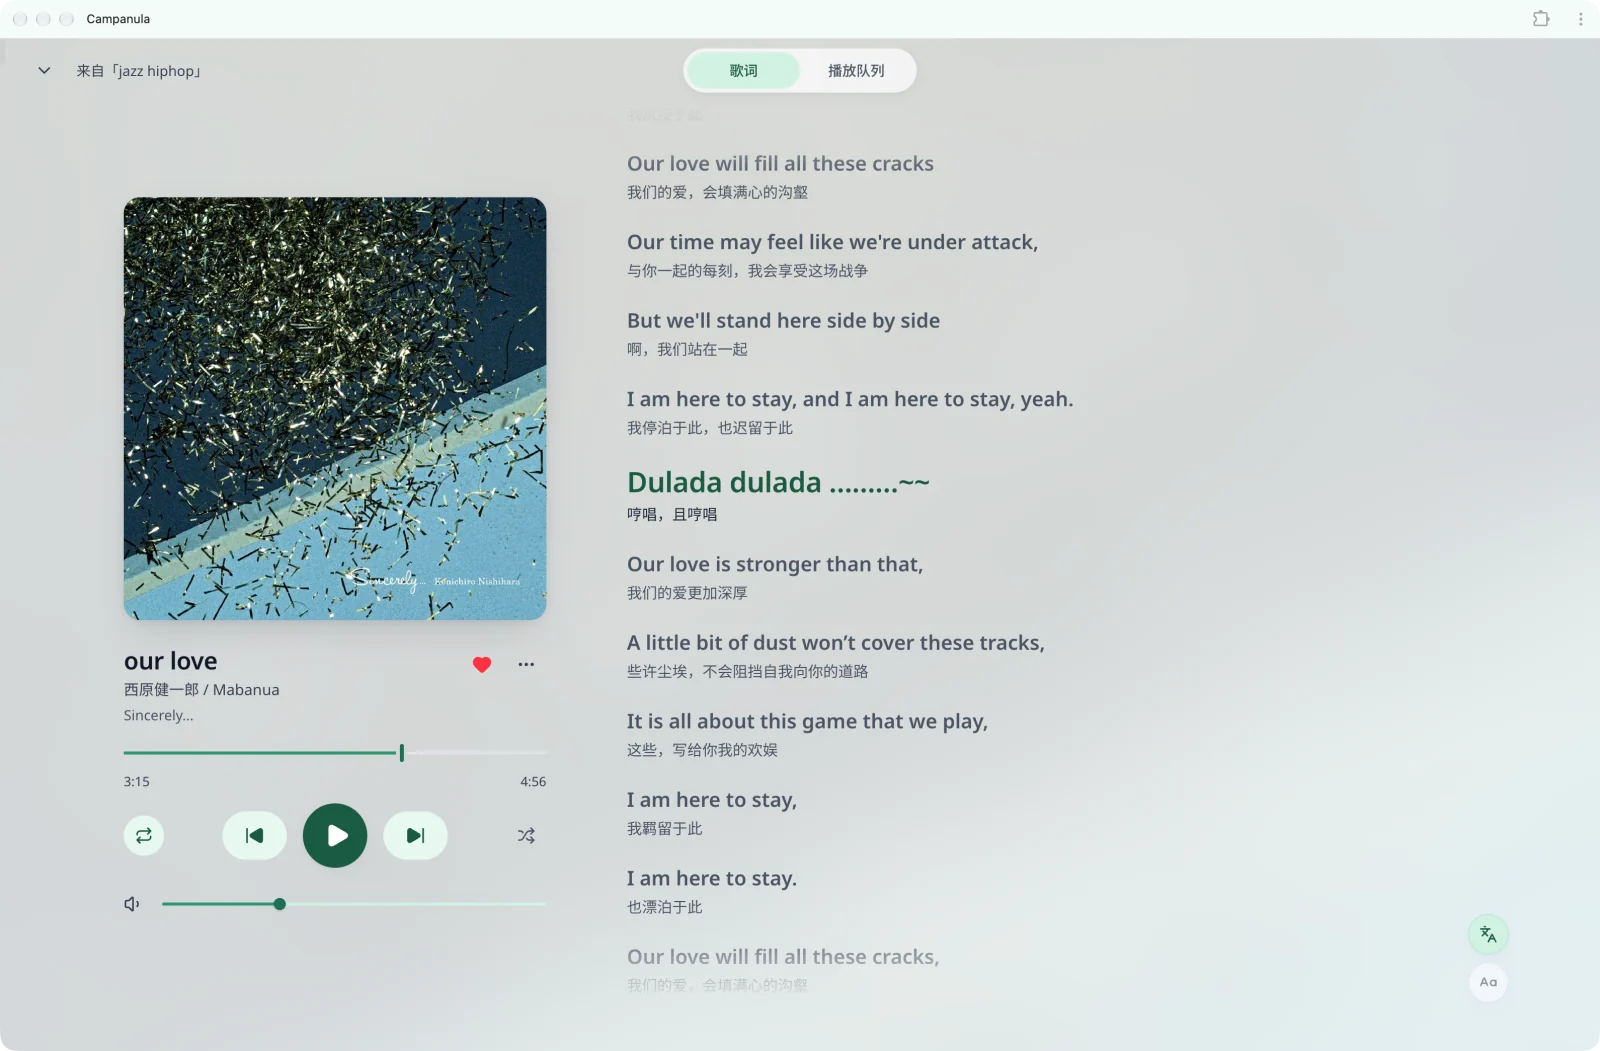 Campanula
来自「jazz hiphop」
歌词
播放队列
Our love will fill all these cracks
我们的爱，会填满心的沟壑
Our time may feel like we're under attack,
与你一起的每刻，我会享受这场战争
But we'll stand here side by side
啊，我们站在一起
I am here to stay, and I am here to stay, yeah.
我停泊于此，也迟留于此
Dulada dulada .........~~
哼唱，且哼唱
Our love is stronger than that,
我们的爱更加深厚
A little bit of dust won’t cover these tracks,
些许尘埃，不会阻挡自我向你的道路
It is all about this game that we play,
这些，写给你我的欢娱
I am here to stay,
我羁留于此
I am here to stay.
也漂泊于此
Our love will fill all these cracks,
我们的爱，会填满心的沟壑
Sincerely... Kenichiro Nishihara
our love
西原健一郎 / Mabanua
Sincerely...
3:15
4:56
文A
Aa